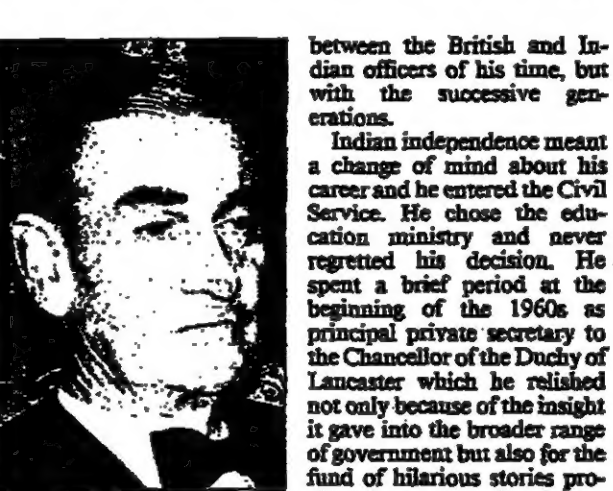 between the British and In-
dian officers of his time, but
with the successive gen-
erations.
Indian independence meant
a change of mind about his
career and he entered the Civil
Service. He chose the edu-
cation ministry and never
regretted his decision. He
spent a brief period at the
beginning of the 1960s as
principal private secretary to
the Chancellor of the Duchy of
Lancaster which he relished
not only because of the insight
it gave into the broader range
of government but also for the
fund of hilarious stories pro-